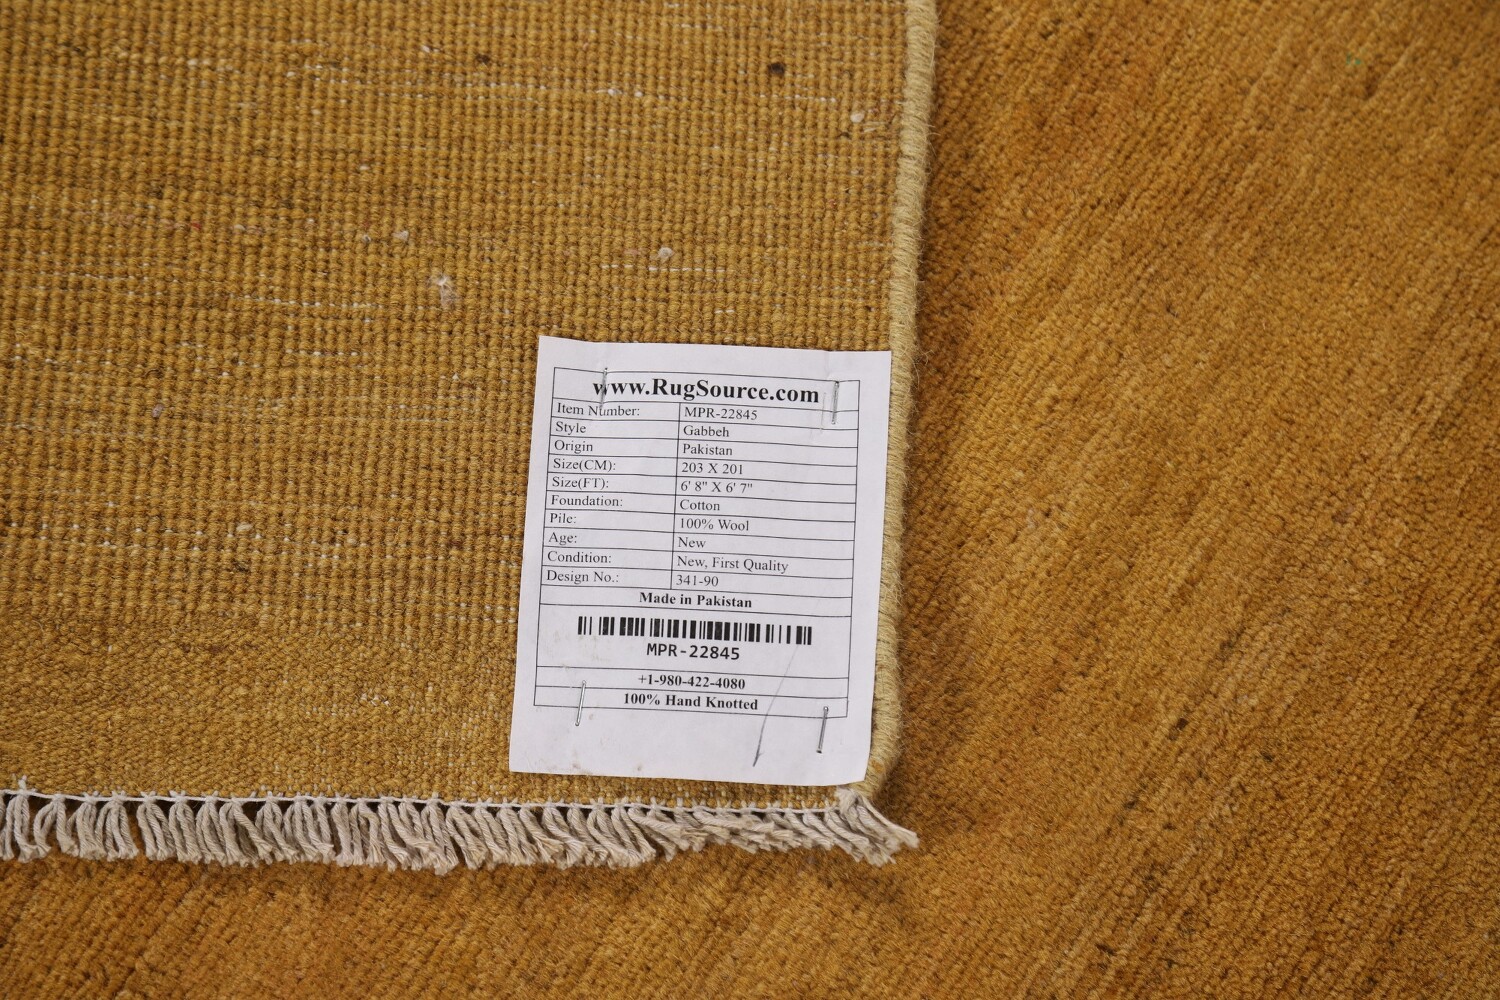 www.RugSource.com
Item Number: MPR-22845
Style Gabbeh
Origin Pakistan
Size(CM): 203 X 201
Size(FT): 6' 8" X 6' 7"
Foundation: Cotton
Pile: 100% Wool
Age: New
Condition: New, First Quality
Design No.: 341-90
Made in Pakistan
MPR-22845
+1-980-422-4080
100% Hand Knotted